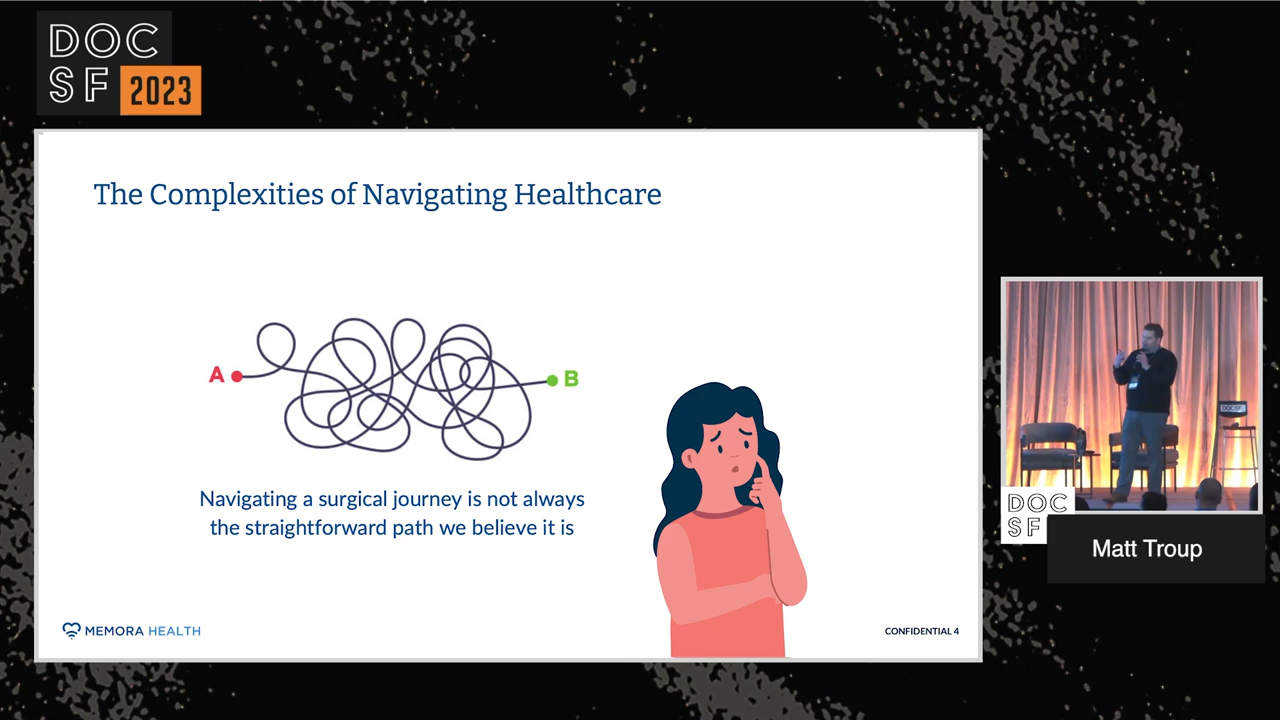 DOC
SF 2023
The Complexities of Navigating Healthcare
A
B
Navigating a surgical journey is not always
the straightforward path we believe it is
MEMORA HEALTH
CONFIDENTIAL 4
DOCSF
DOC
SF
Matt Troup